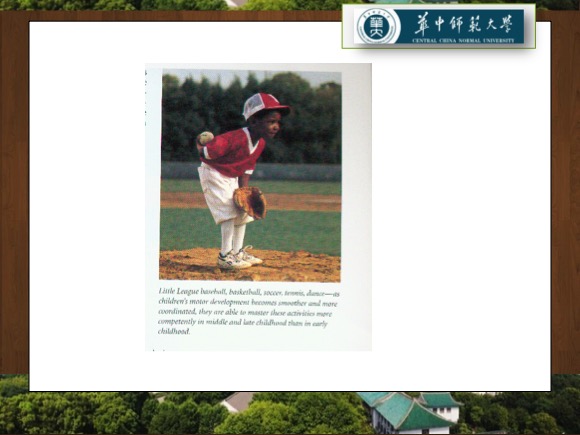 華中師範大學
CENTRAL CHINA NORMAL UNIVERSITY
Little League baseball, basketball, soccer, tennis, dance—as
children's motor development becomes smoother and more
coordinated, they are able to master these activities more
competently in middle and late childhood than in early
childhood.